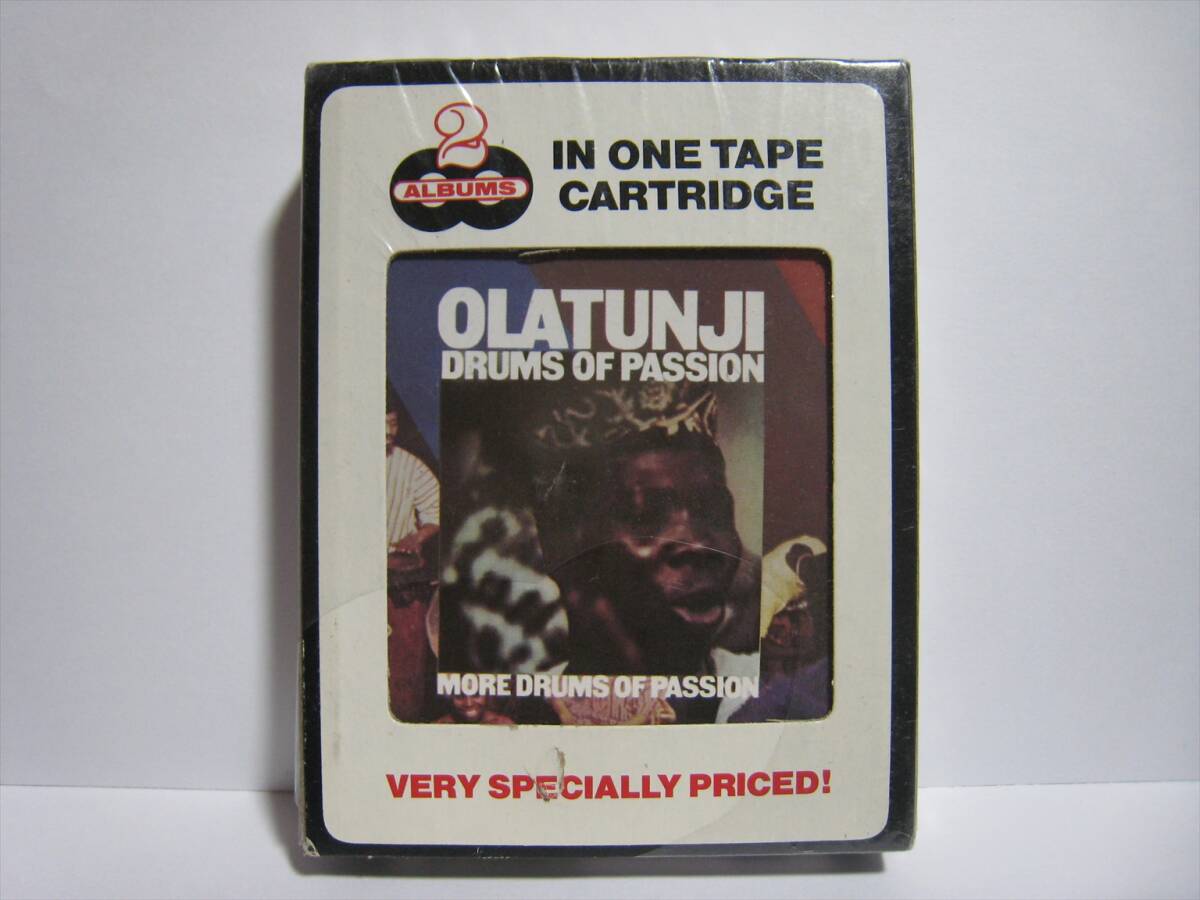 2
ALBUMS
IN ONE TAPE
CARTRIDGE
OLATUNJI
DRUMS OF PASSION
MORE DRUMS OF PASSION
VERY SPECIALLY PRICED!